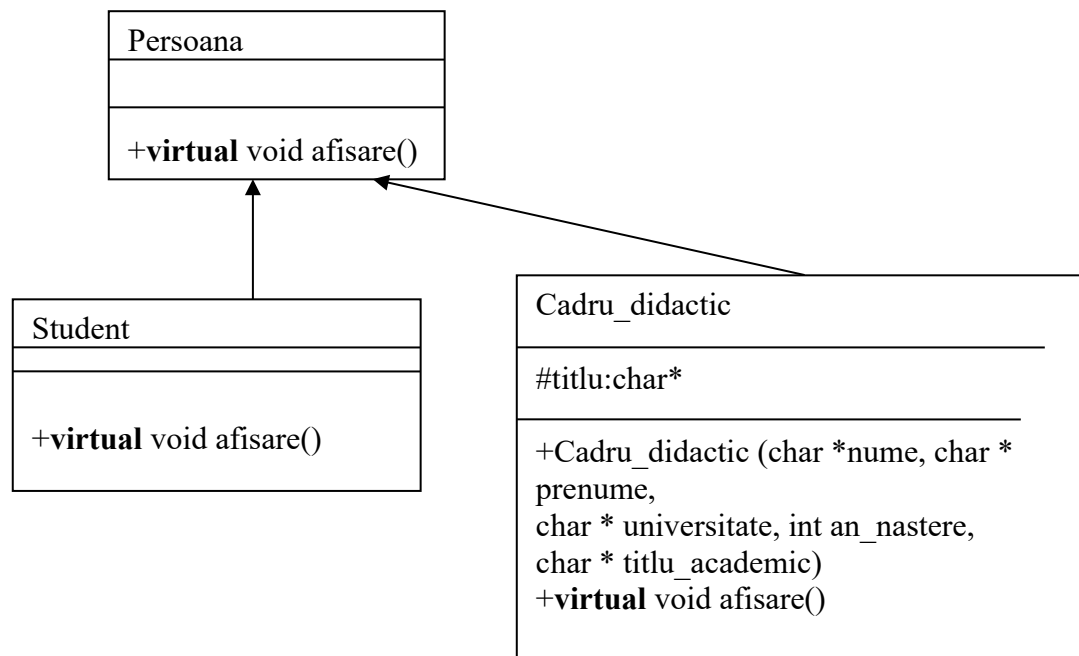 Persoana
+virtual void afisare()
Student
+virtual void afisare()
Cadru_didactic
#titlu:char*
+Cadru_didactic (char *nume, char *
prenume,
char * universitate, int an_nastere,
char * titlu_academic)
+virtual void afisare()